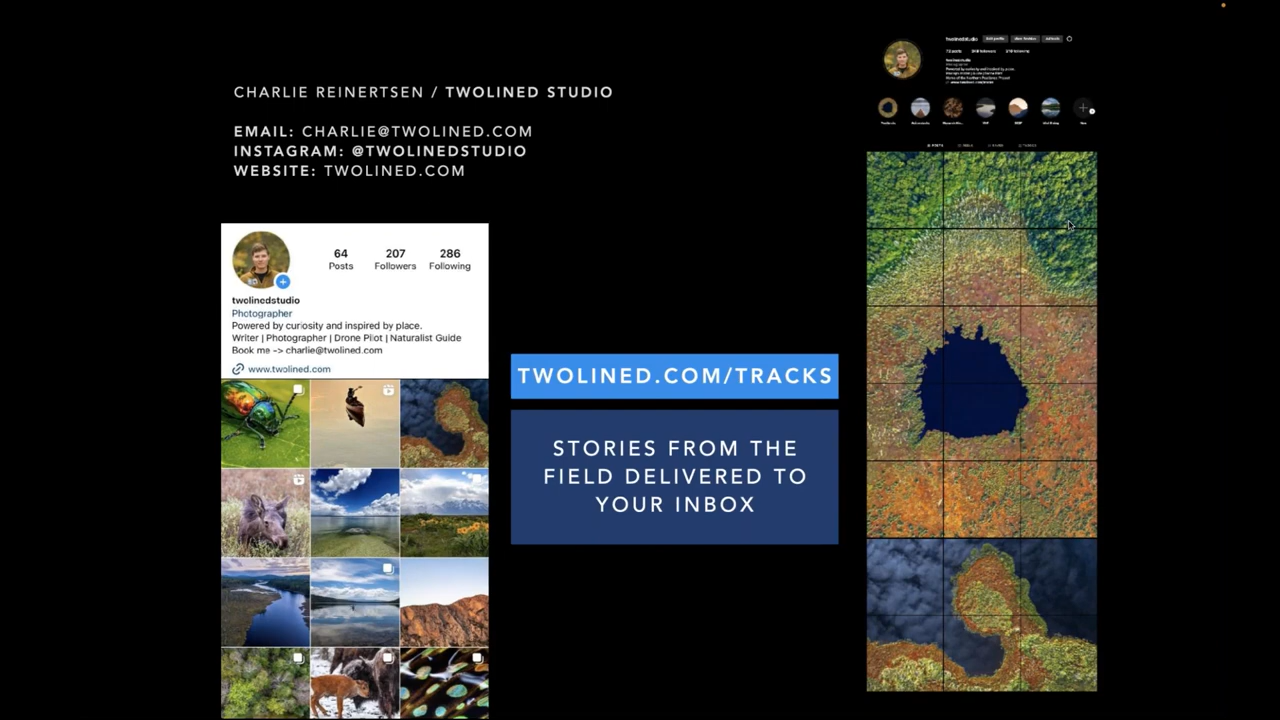 CHARLIE REINERTSEN / TWOLINED STUDIO
EMAIL: CHARLIE@TWOLINED.COM
INSTAGRAM: @TWOLINEDSTUDIO
WEBSITE: TWOLINED.COM
64 207 286
Posts Followers Following
twolinedstudio
Photographer
Powered by curiosity and inspired by place.
Writer | Photographer | Drone Pilot | Naturalist Guide
Book me -> charlie@twolined.com
www.twolined.com
TWOLINED.COM/TRACKS
STORIES FROM THE
FIELD DELIVERED TO
YOUR INBOX
twolinedstudio